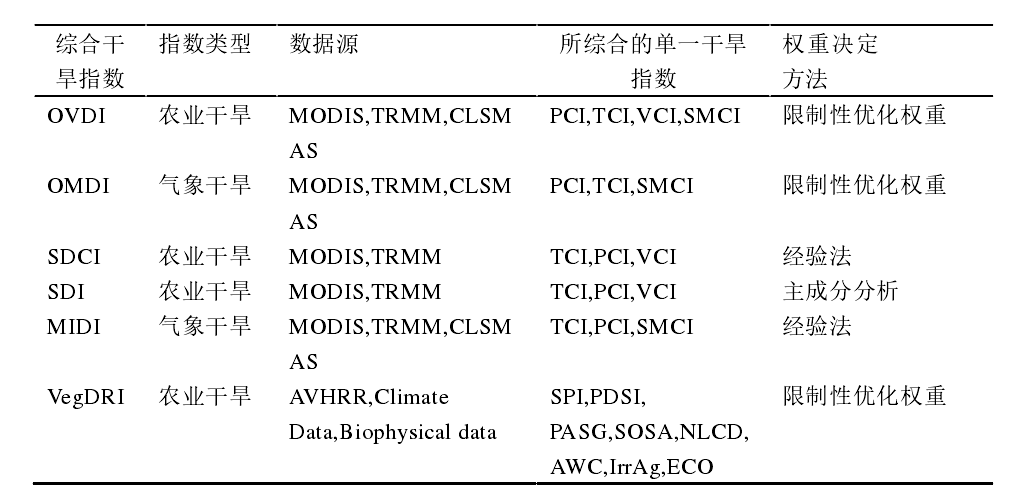 综合干 指数类型 数据源 所综合的单一干旱 权重决定
旱指数 指数 方法
OVDI 农业干旱 MODIS,TRMM,CLSM PCI,TCI,VCI,SMCI 限制性优化权重
AS
OMDI 气象干旱 MODIS,TRMM,CLSM PCI,TCI,SMCI 限制性优化权重
AS
SDCI 农业干旱 MODIS,TRMM TCI,PCI,VCI 经验法
SDI 农业干旱 MODIS,TRMM TCI,PCI,VCI 主成分分析
MIDI 气象干旱 MODIS,TRMM,CLSM TCI,PCI,SMCI 经验法
AS
VegDRI 农业干旱 AVHRR,Climate SPI,PDSI, 限制性优化权重
Data,Biophysical data PASG,SOSA,NLCD,
AWC,IrrAg,ECO